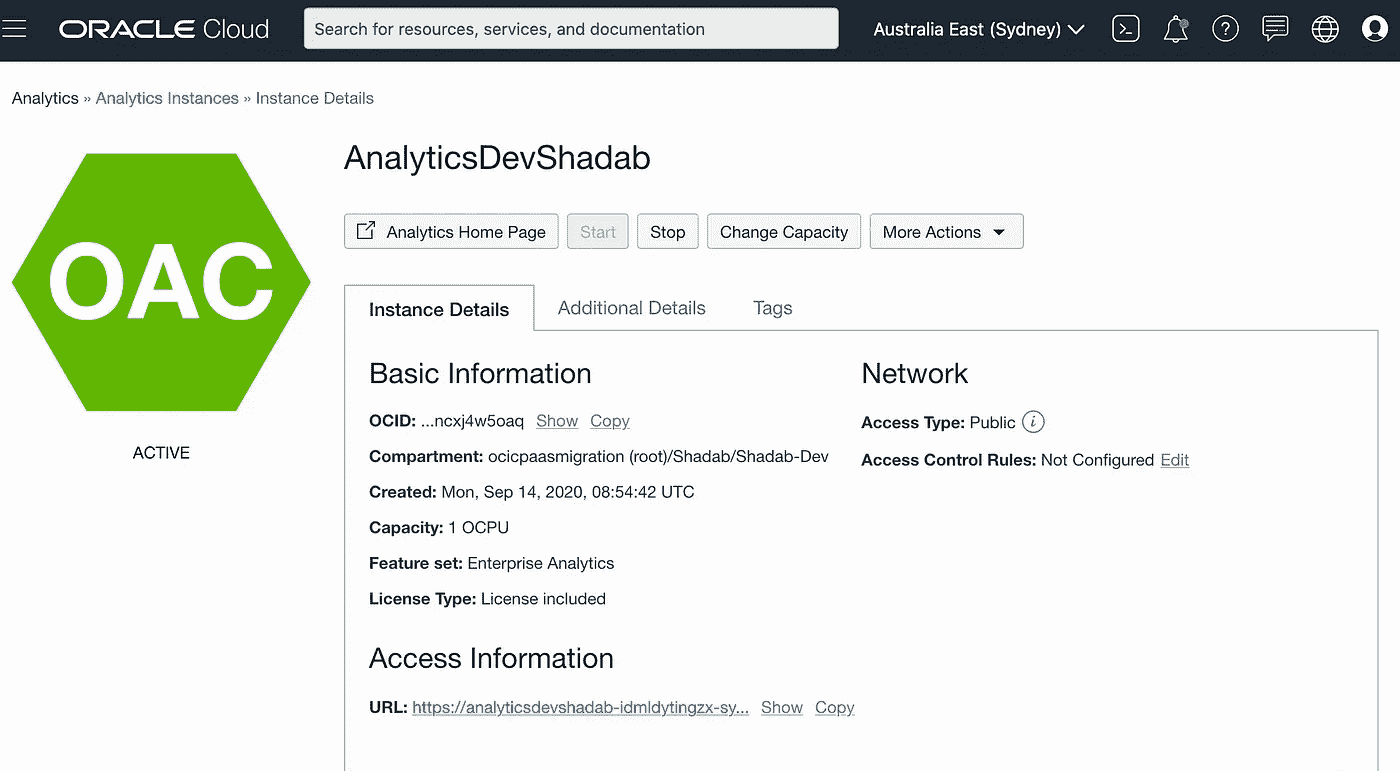 ORACLE Cloud
Search for resources, services, and documentation
Australia East (Sydney)
Analytics » Analytics Instances » Instance Details
OAC
ACTIVE
AnalyticsDevShadab
Analytics Home Page
Start
Stop
Change Capacity
More Actions
Instance Details
Additional Details
Tags
Basic Information
OCID: ...ncxj4w5oaq Show Copy
Compartment: ocicpaasmigration (root)/Shadab/Shadab-Dev
Created: Mon, Sep 14, 2020, 08:54:42 UTC
Capacity: 1 OCPU
Feature set: Enterprise Analytics
License Type: License included
Network
Access Type: Public
Access Control Rules: Not Configured Edit
Access Information
URL: https://analyticsdevshadab-idmldytingzx-sy... Show Copy